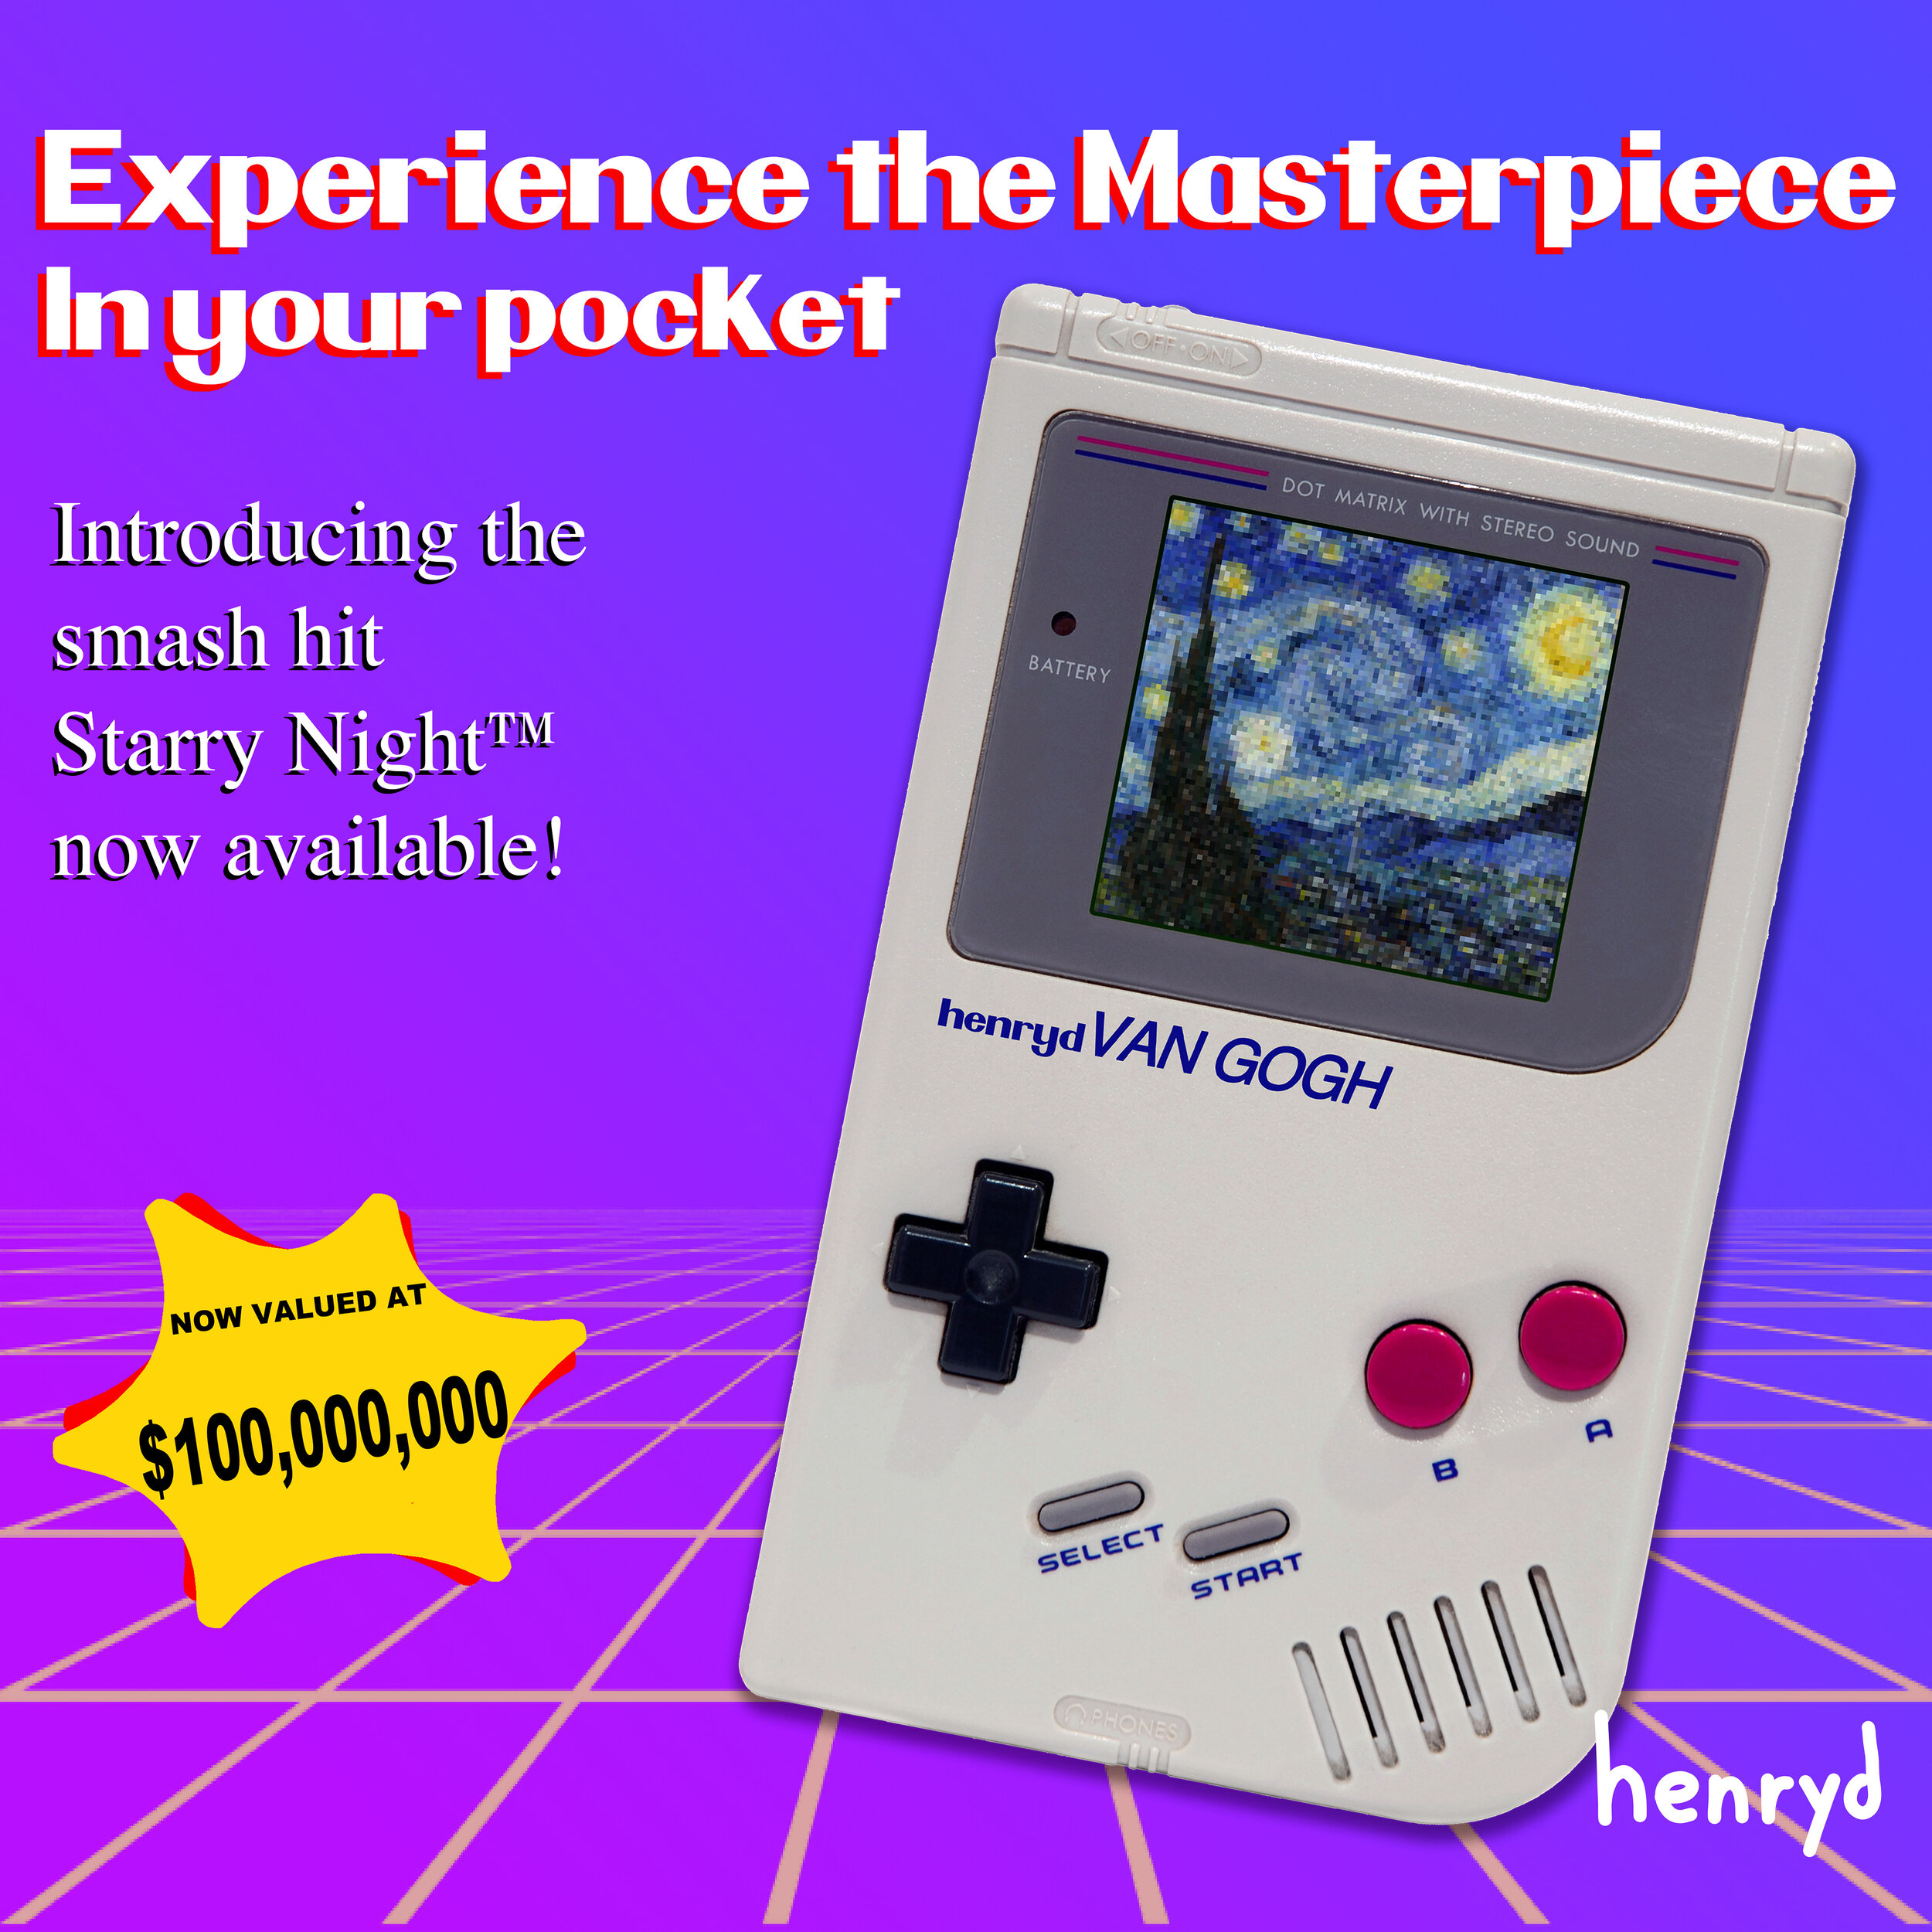 Experience the Masterpiece
In your pocket
OFF•ON
Introducing the
smash hit
Starry Night™
now available!
DOT MATRIX WITH STEREO SOUND
BATTERY
henryd VAN GOGH
NOW VALUED AT
$100,000,000
A
B
SELECT
START
PHONES
henryd